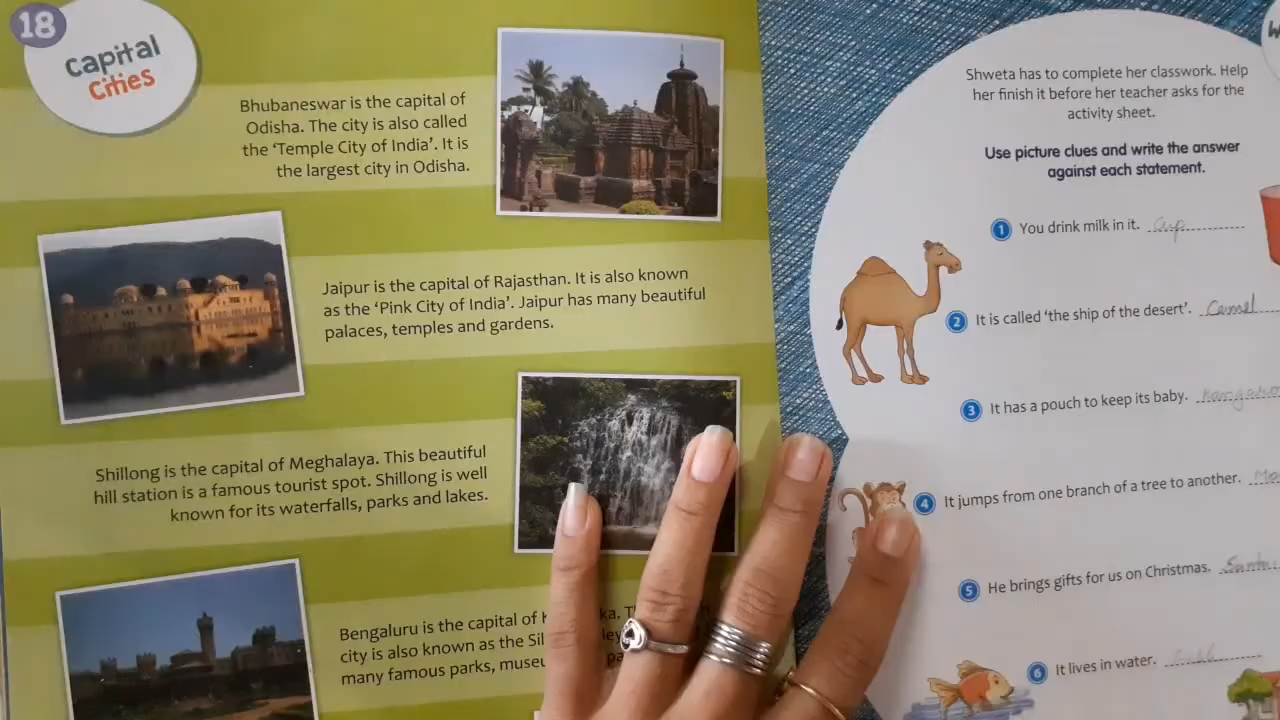 18
Capital
Cities
Bhubaneswar is the capital of
Odisha. The city is also called
the 'Temple City of India'. It is
the largest city in Odisha.
Jaipur is the capital of Rajasthan. It is also known
as the 'Pink City of India'. Jaipur has many beautiful
palaces, temples and gardens.
Shillong is the capital of Meghalaya. This beautiful
hill station is a famous tourist spot. Shillong is well
known for its waterfalls, parks and lakes.
Bengaluru is the capital of
city is also known as the
many famous parks,
Shweta has to complete her classwork. Help
her finish it before her teacher asks for the
activity sheet.
Use picture clues and write the answer
against each statement.
1 You drink milk in it. cup
2 It is called 'the ship of the desert'. Camel
3 It has a pouch to keep its baby.
4 It jumps from one branch of a tree to another.
5 He brings gifts for us on Christmas.
6 It lives in water.